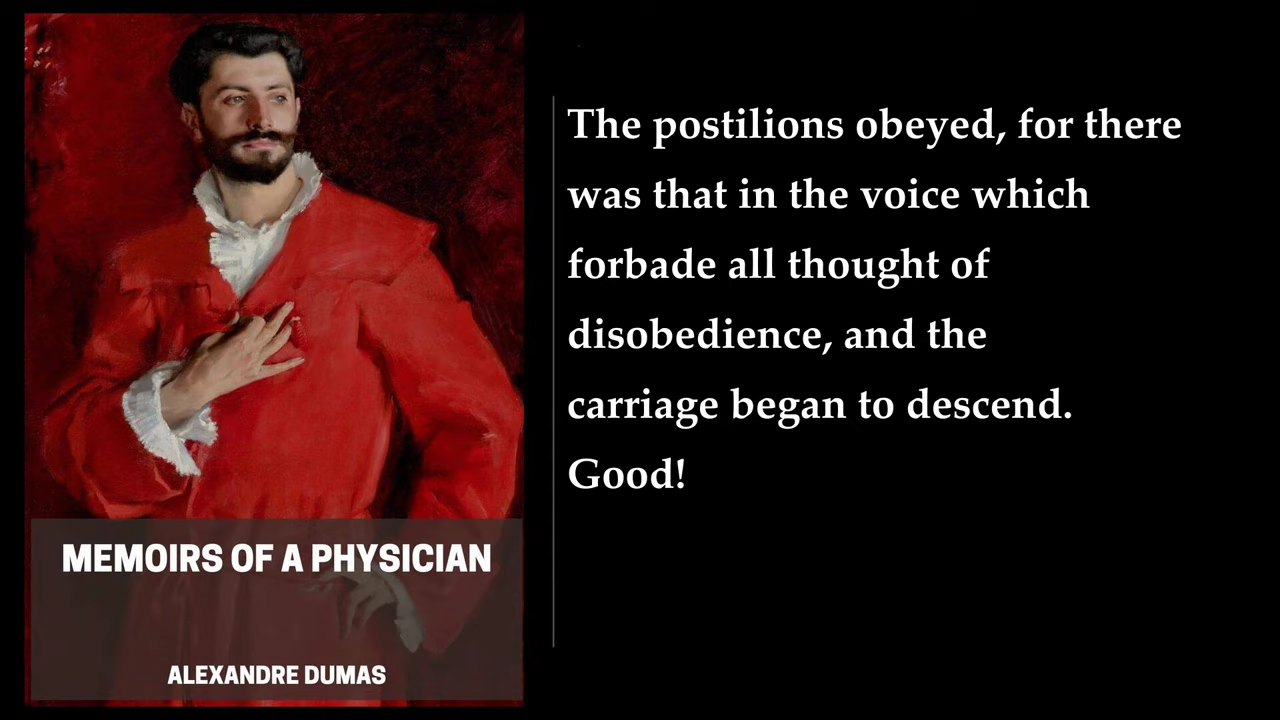 MEMOIRS OF A PHYSICIAN
ALEXANDRE DUMAS
The postilions obeyed, for there
was that in the voice which
forbade all thought of
disobedience, and the
carriage began to descend.
Good!